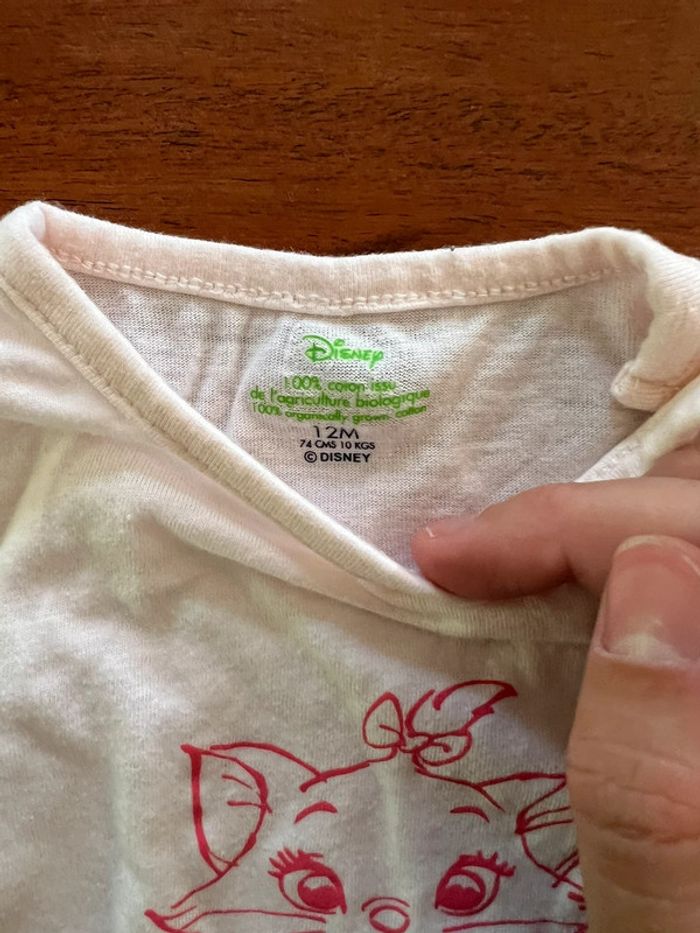 Disney
100% coton issu
de l'agriculture biologique
100% organically grown cotton
12M
74 CMS 10 KGS
© DISNEY